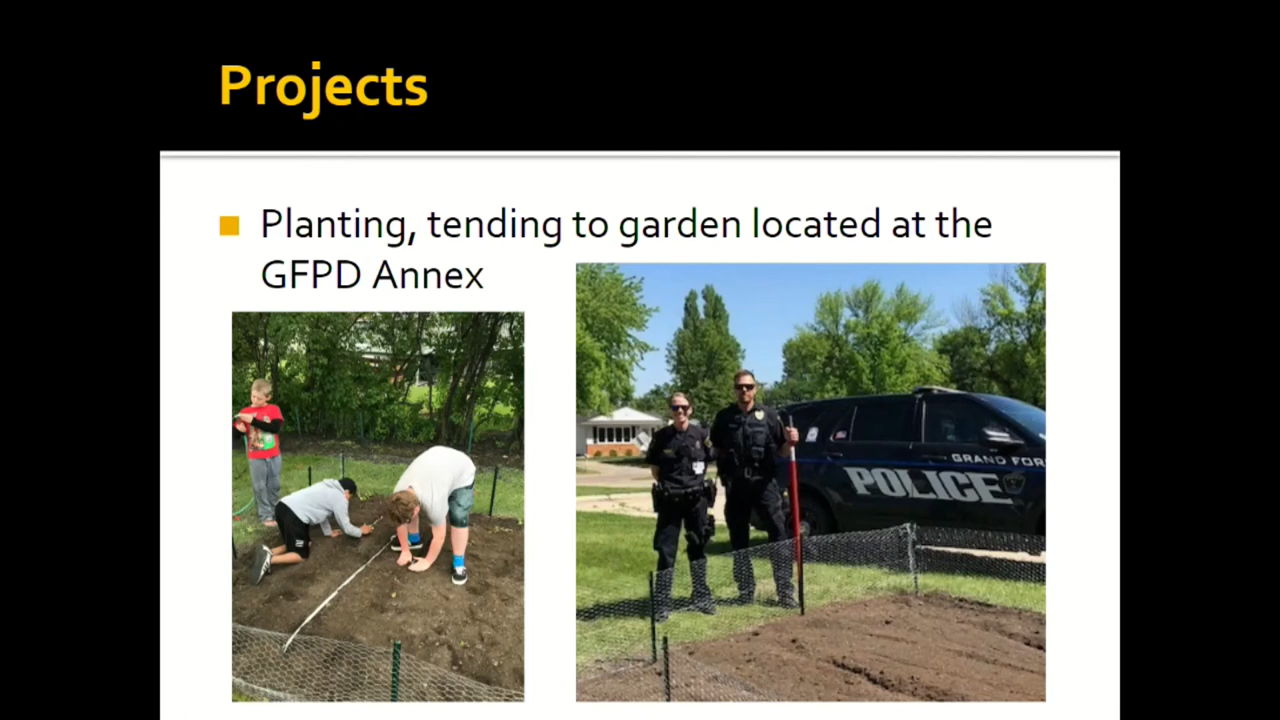 Projects
Planting, tending to garden located at the
GFPD Annex
GRAND FOR
POLICE